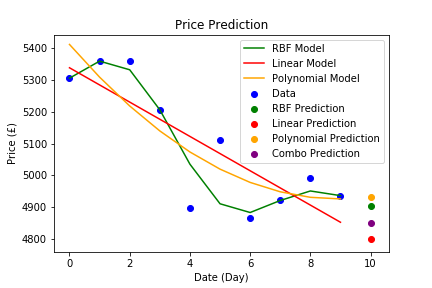 Price Prediction
5400
5300
5200
5100
5000
4900
4800
Price (£)
0
2
4
6
8
10
Date (Day)
RBF Model
Linear Model
Polynomial Model
Data
RBF Prediction
Linear Prediction
Polynomial Prediction
Combo Prediction